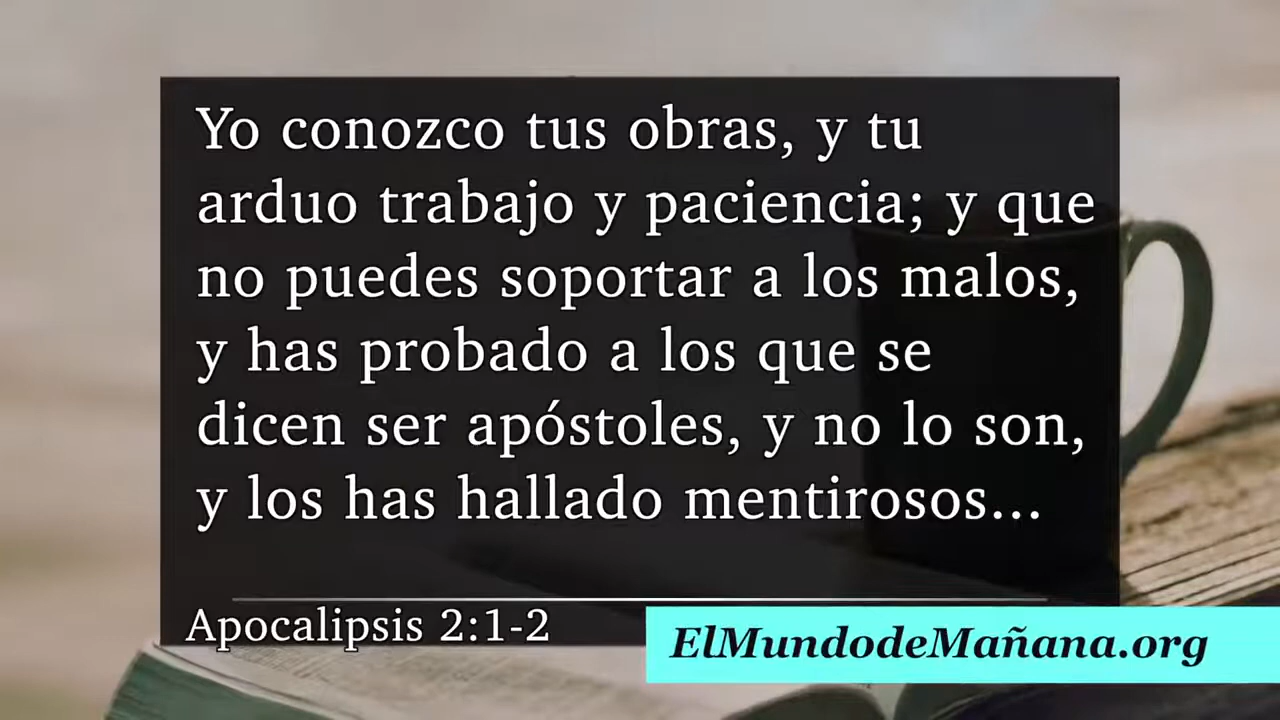 Yo conozco tus obras, y tu
arduo trabajo y paciencia; y que
no puedes soportar a los malos,
y has probado a los que se
dicen ser apóstoles, y no lo son,
y los has hallado mentirosos...
Apocalipsis 2:1-2
ElMundodeMañana.org